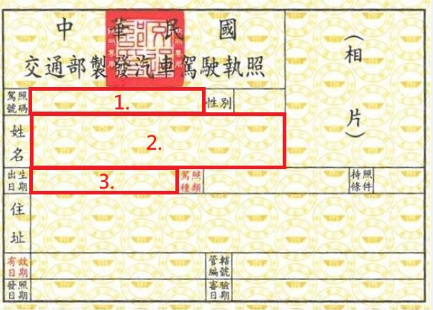 中華民國
交通部製發汽車駕駛執照
(相片)
駕照號碼
1.
性別
姓名
2.
出生日期
3.
駕照種類
持照條件
住址
有效日期
管轄編號
發照日期
審驗日期